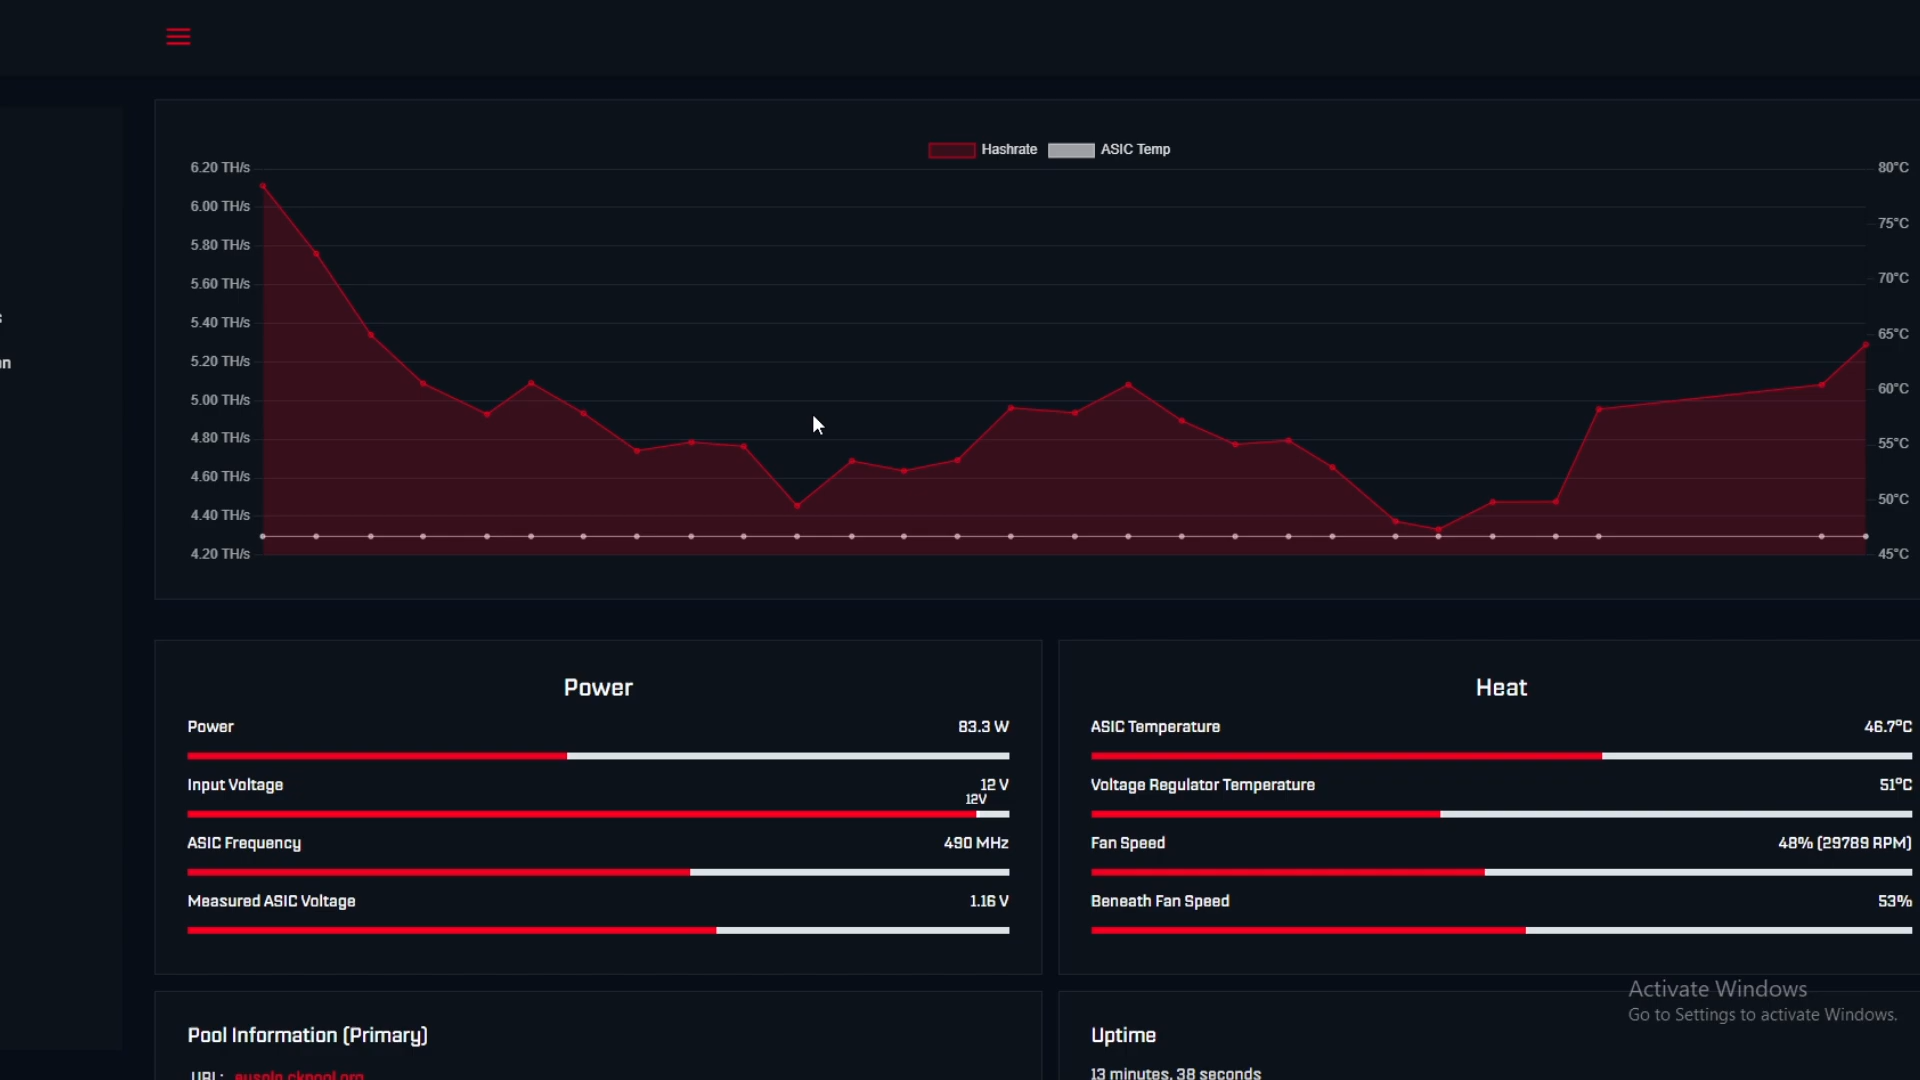 Hashrate ASIC Temp
6.20 TH/s
6.00 TH/s
5.80 TH/s
5.60 TH/s
5.40 TH/s
5.20 TH/s
5.00 TH/s
4.80 TH/s
4.60 TH/s
4.40 TH/s
4.20 TH/s
80°C
75°C
70°C
65°C
60°C
55°C
50°C
45°C
Power
Power 83.3 W
Input Voltage 12 V
12V
ASIC Frequency 490 MHz
Measured ASIC Voltage 1.16 V
Heat
ASIC Temperature 46.7°C
Voltage Regulator Temperature 51°C
Fan Speed 48% (29789 RPM)
Beneath Fan Speed 53%
Pool Information (Primary)
URL: eusolo.ckpool.org
Uptime
13 minutes, 38 seconds
Activate Windows
Go to Settings to activate Windows.